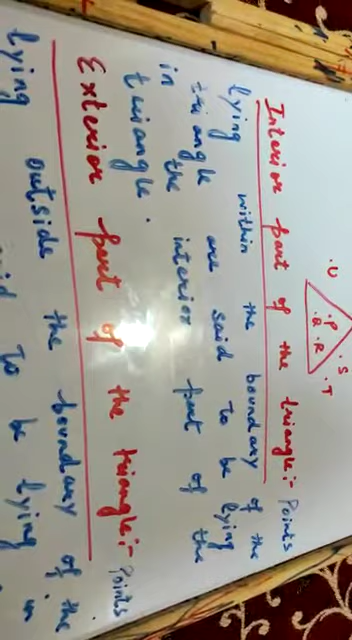 .U
.P
.Q .R
.S
.T
Interior part of the triangle:- Points
lying within the boundary of the
triangle are said to be lying
in the interior part of the
triangle.
Exterior part of the triangle:- Points
lying outside the boundary of the
to be lying in